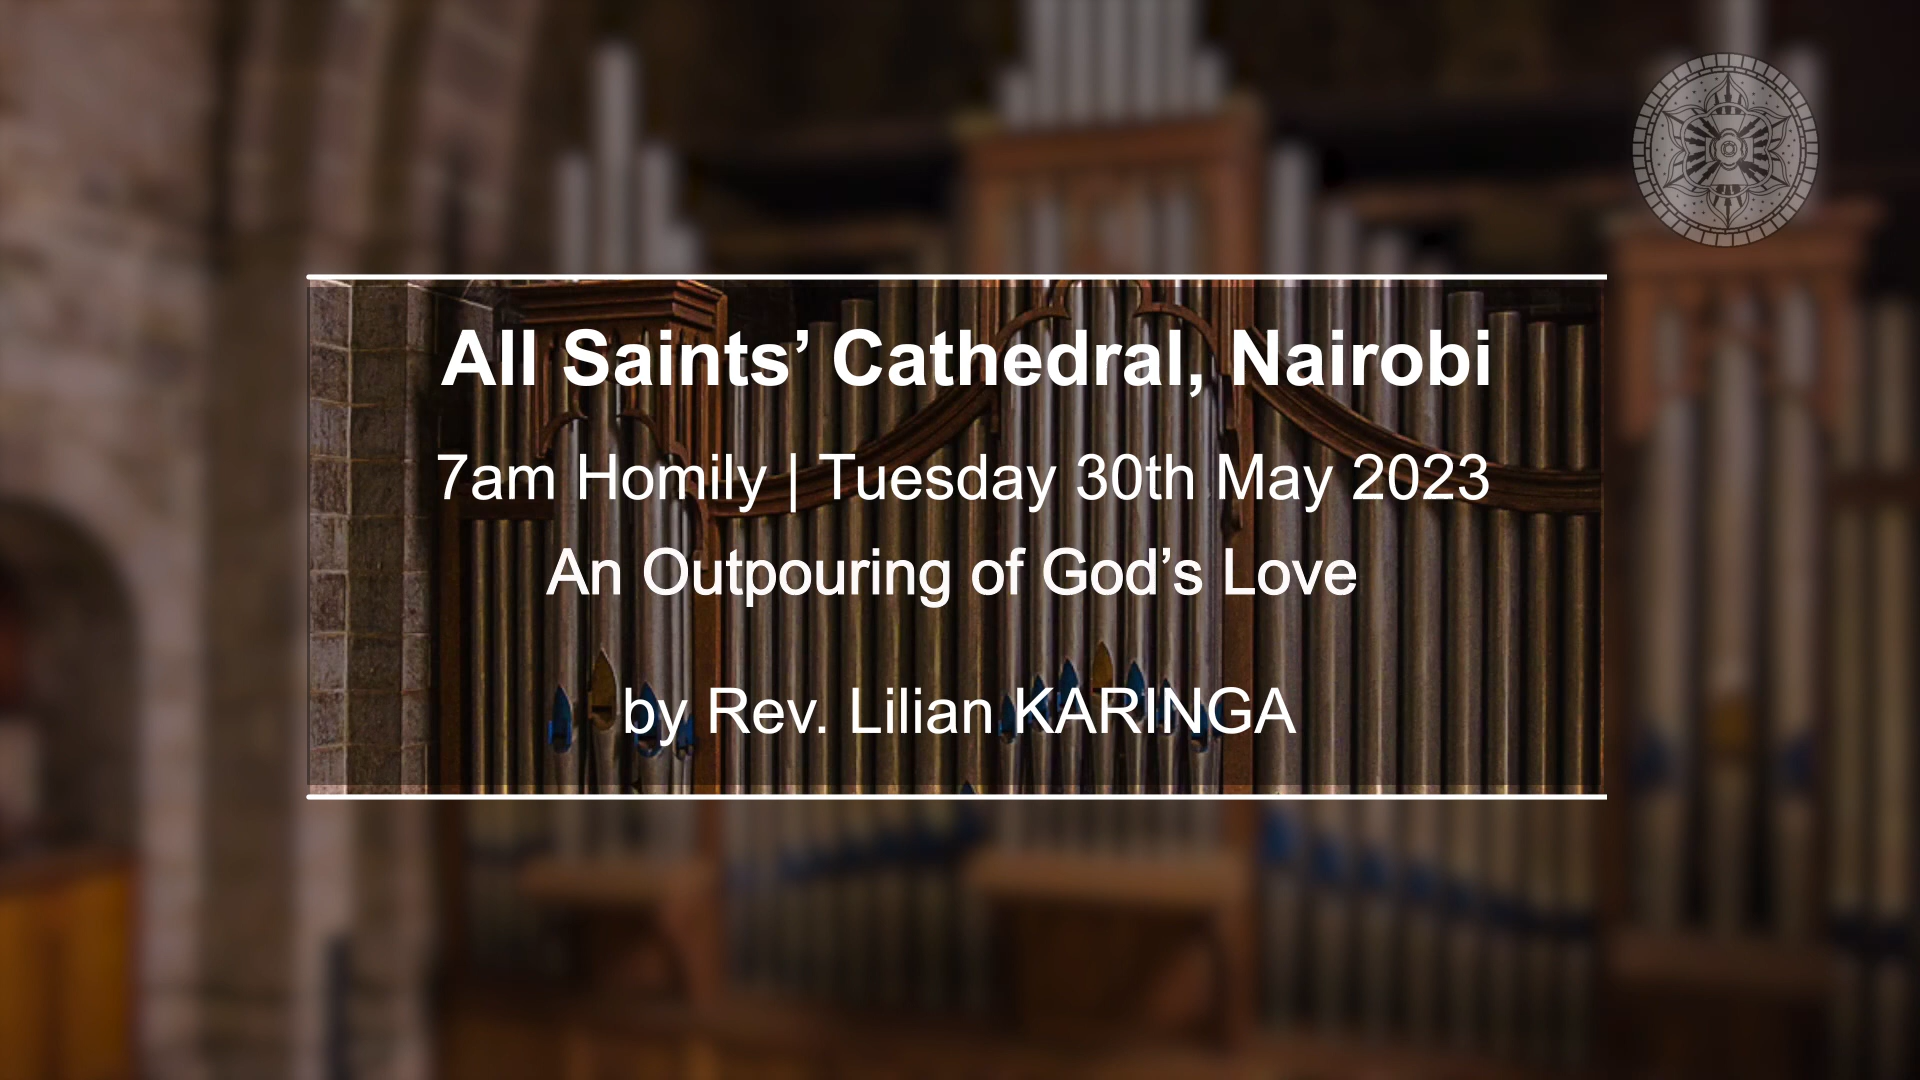 All Saints’ Cathedral, Nairobi
7am Homily | Tuesday 30th May 2023
An Outpouring of God’s Love
by Rev. Lilian KARINGA